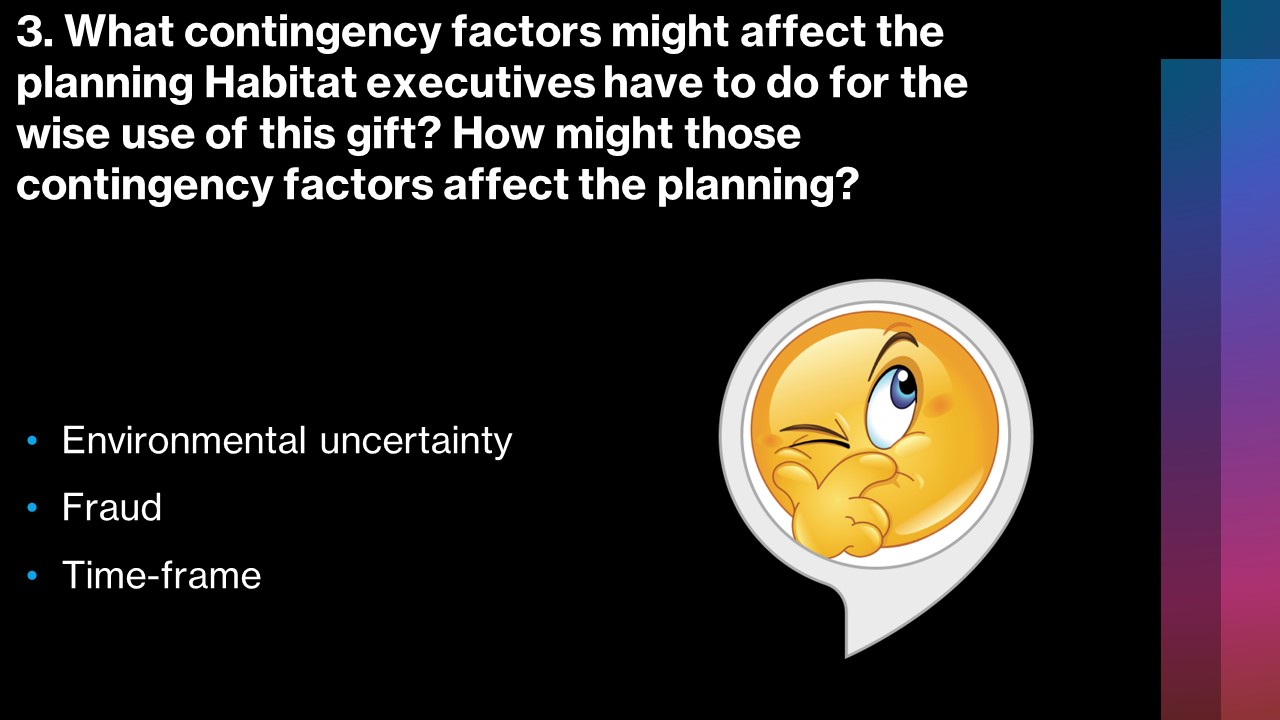 3. What contingency factors might affect the
planning Habitat executives have to do for the
wise use of this gift? How might those
contingency factors affect the planning?
• Environmental uncertainty
• Fraud
• Time-frame